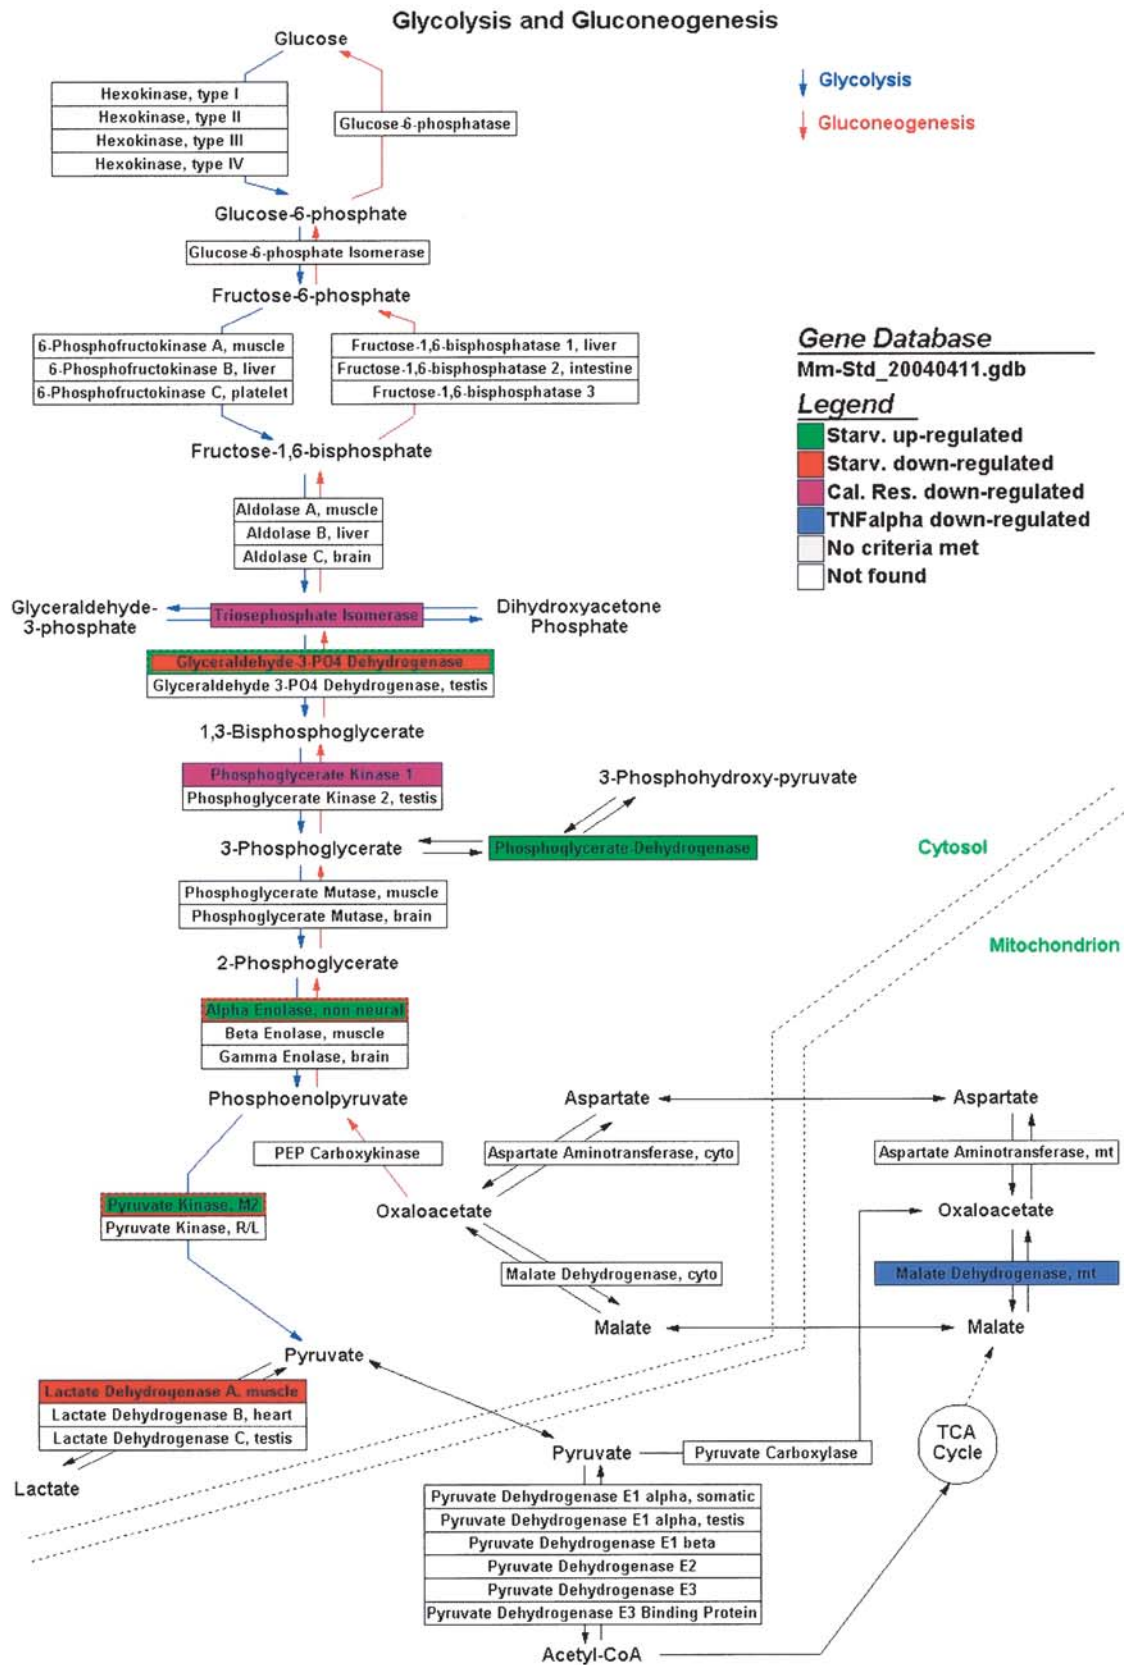 Glycolysis and Gluconeogenesis
Glucose
Glycolysis
Gluconeogenesis
Hexokinase, type I
Hexokinase, type II
Hexokinase, type III
Hexokinase, type IV
Glucose-6-phosphatase
Glucose-6-phosphate
Glucose-6-phosphate Isomerase
Fructose-6-phosphate
6-Phosphofructokinase A, muscle
6-Phosphofructokinase B, liver
6-Phosphofructokinase C, platelet
Fructose-1,6-bisphosphatase 1, liver
Fructose-1,6-bisphosphatase 2, intestine
Fructose-1,6-bisphosphatase 3
Gene Database
Mm-Std_20040411.gdb
Legend
Starv. up-regulated
Starv. down-regulated
Cal. Res. down-regulated
TNFalpha down-regulated
No criteria met
Not found
Fructose-1,6-bisphosphate
Aldolase A, muscle
Aldolase B, liver
Aldolase C, brain
Glyceraldehyde-
3-phosphate
Triosephosphate Isomerase
Dihydroxyacetone
Phosphate
Glyceraldehyde-3-PO4 Dehydrogenase
Glyceraldehyde 3-PO4 Dehydrogenase, testis
1,3-Bisphosphoglycerate
Phosphoglycerate Kinase 1
Phosphoglycerate Kinase 2, testis
3-Phosphohydroxy-pyruvate
3-Phosphoglycerate
Phosphoglycerate-Dehydrogenase
Cytosol
Mitochondrion
Phosphoglycerate Mutase, muscle
Phosphoglycerate Mutase, brain
2-Phosphoglycerate
Alpha Enolase, non neural
Beta Enolase, muscle
Gamma Enolase, brain
Phosphoenolpyruvate
Aspartate
Aspartate
PEP Carboxykinase
Aspartate Aminotransferase, cyto
Aspartate Aminotransferase, mt
Pyruvate Kinase, M2
Pyruvate Kinase, R/L
Oxaloacetate
Oxaloacetate
Malate Dehydrogenase, cyto
Malate Dehydrogenase, mt
Malate
Malate
Pyruvate
Lactate Dehydrogenase A, muscle
Lactate Dehydrogenase B, heart
Lactate Dehydrogenase C, testis
Lactate
Pyruvate
Pyruvate Carboxylase
TCA
Cycle
Pyruvate Dehydrogenase E1 alpha, somatic
Pyruvate Dehydrogenase E1 alpha, testis
Pyruvate Dehydrogenase E1 beta
Pyruvate Dehydrogenase E2
Pyruvate Dehydrogenase E3
Pyruvate Dehydrogenase E3 Binding Protein
Acetyl-CoA